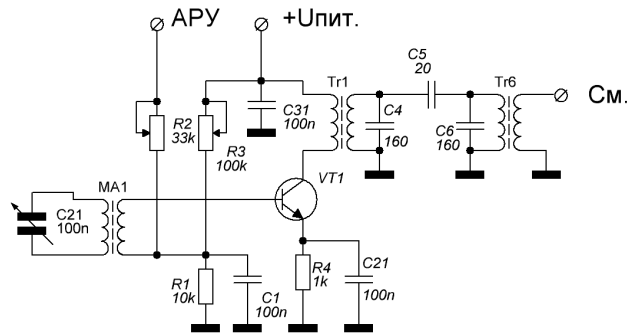 АРУ
+Uпит.
C5
20
Tr1
Tr6
См.
R2
33k
R3
100k
C31
100n
C4
160
C6
160
MA1
VT1
C21
100n
R1
10k
C1
100n
R4
1k
C21
100n